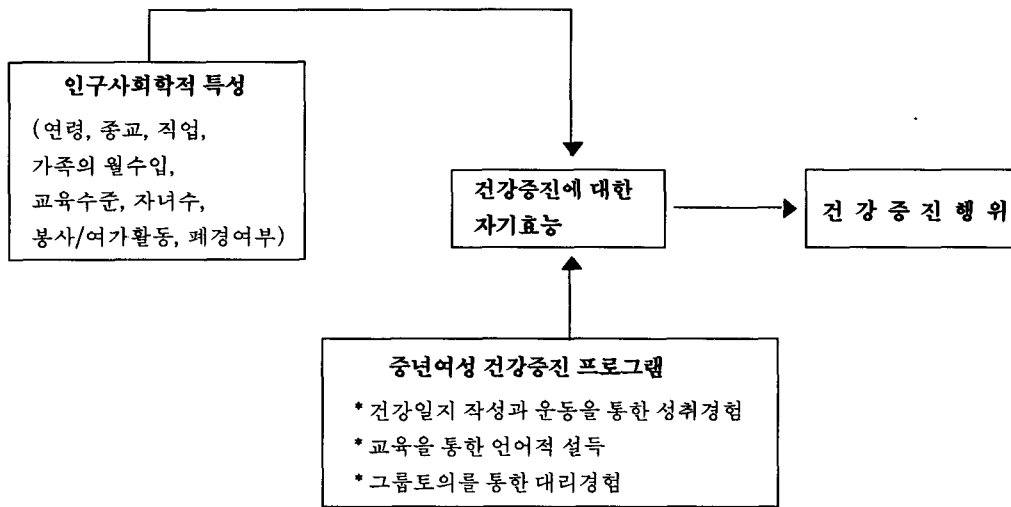 인구사회학적 특성
(연령, 종교, 직업,
가족의 월수입,
교육수준, 자녀수,
봉사/여가활동, 폐경여부)
건강증진에 대한
자기효능
건 강 증 진 행 위
중년여성 건강증진 프로그램
* 건강일지 작성과 운동을 통한 성취경험
* 교육을 통한 언어적 설득
* 그룹토의를 통한 대리경험